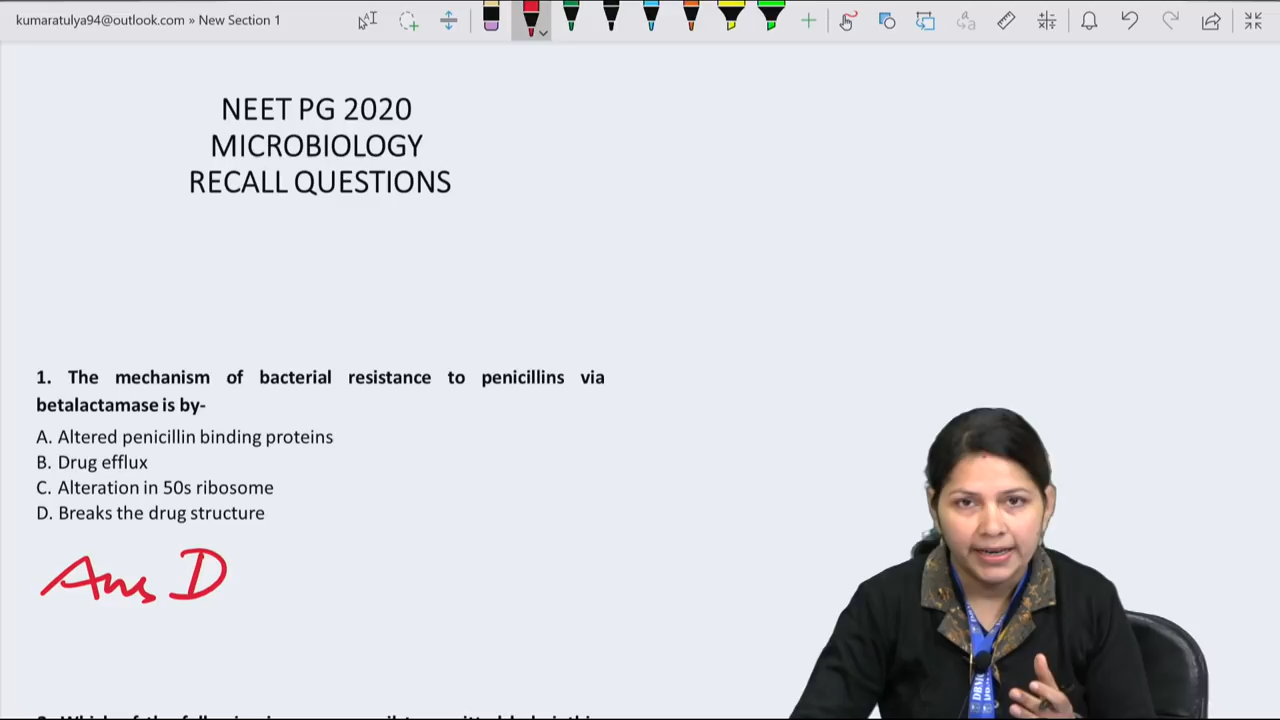 kumaratulya94@outlook.com » New Section 1
NEET PG 2020
MICROBIOLOGY
RECALL QUESTIONS
1. The mechanism of bacterial resistance to penicillins via
betalactamase is by-
A. Altered penicillin binding proteins
B. Drug efflux
C. Alteration in 50s ribosome
D. Breaks the drug structure
Ans D